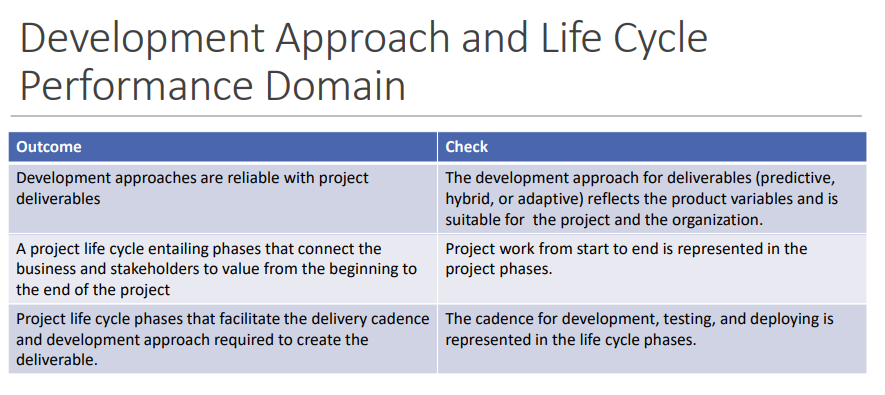 Development Approach and Life Cycle
Performance Domain
Outcome
Check
Development approaches are reliable with project
deliverables
The development approach for deliverables (predictive,
hybrid, or adaptive) reflects the product variables and is
suitable for the project and the organization.
A project life cycle entailing phases that connect the
business and stakeholders to value from the beginning to
the end of the project
Project work from start to end is represented in the
project phases.
Project life cycle phases that facilitate the delivery cadence
and development approach required to create the
deliverable.
The cadence for development, testing, and deploying is
represented in the life cycle phases.